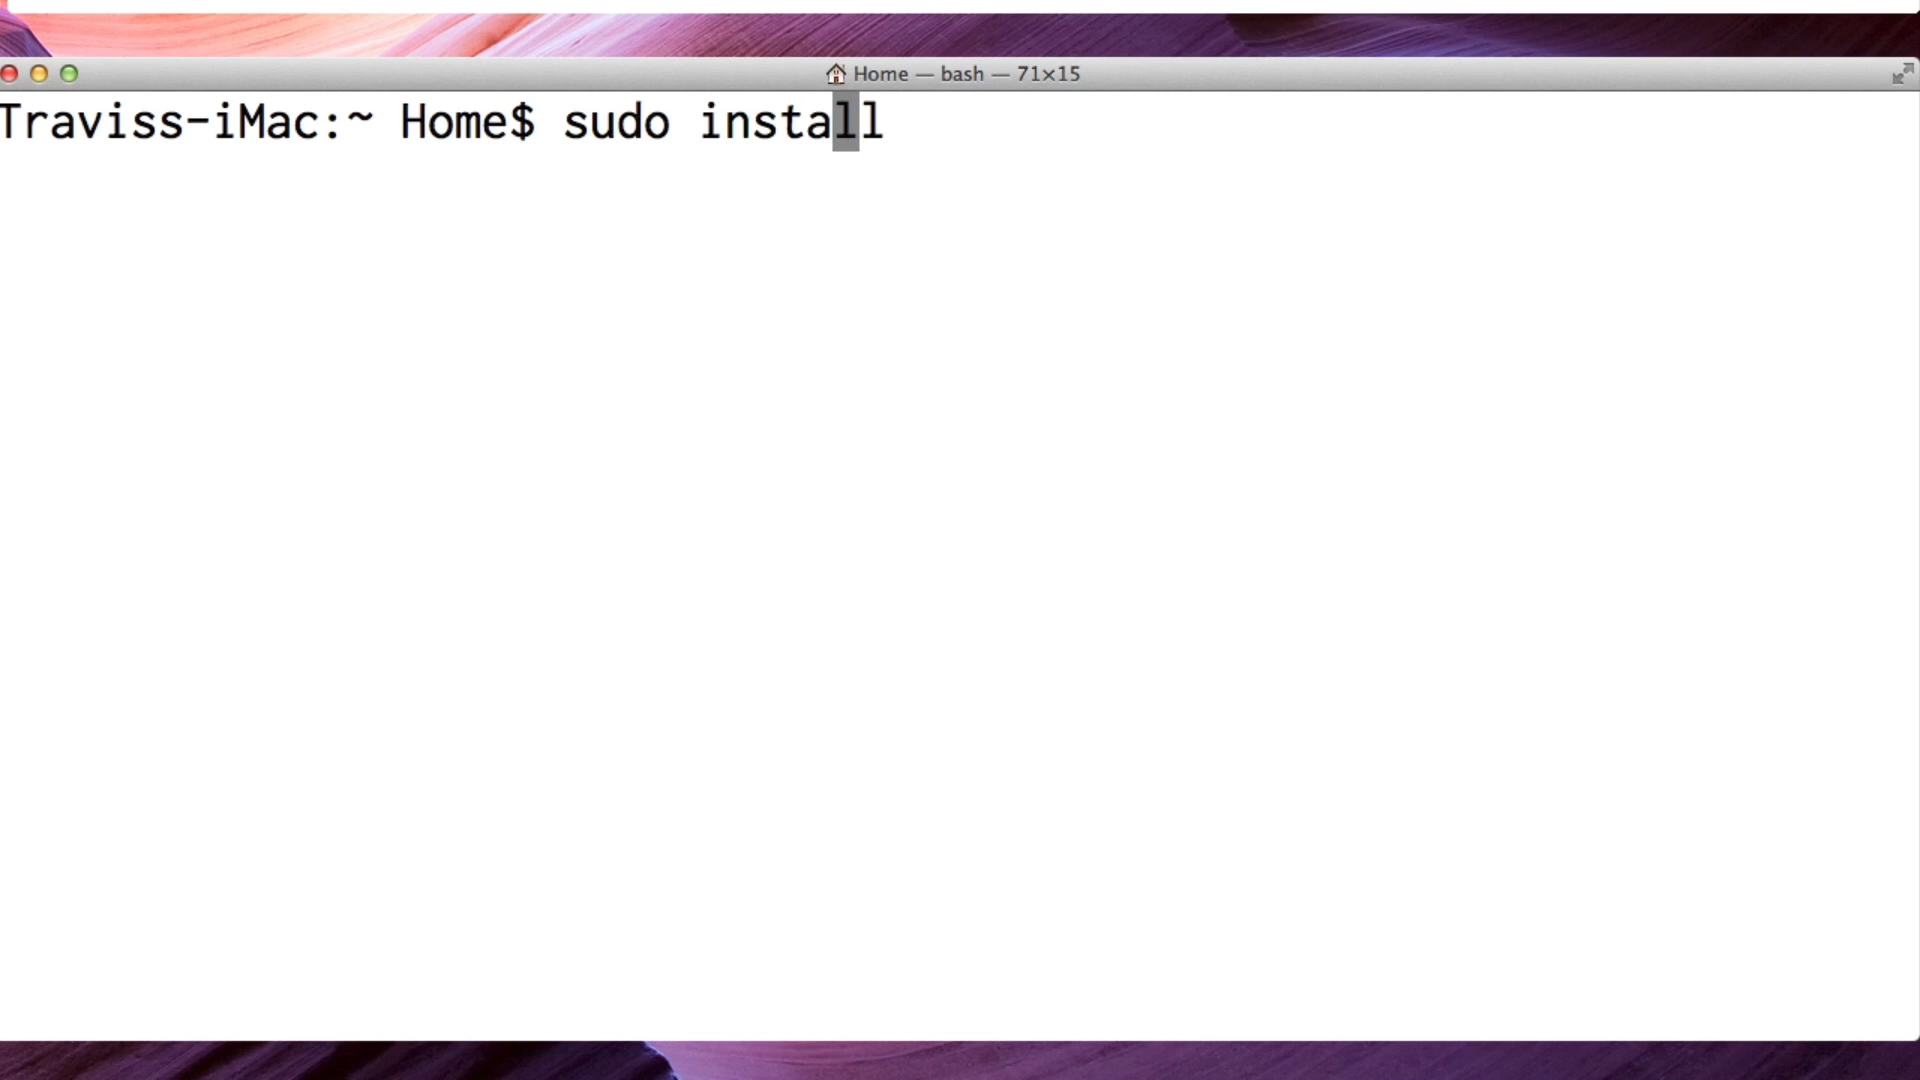 Home — bash — 71×15
Traviss-iMac:~ Home$ sudo install